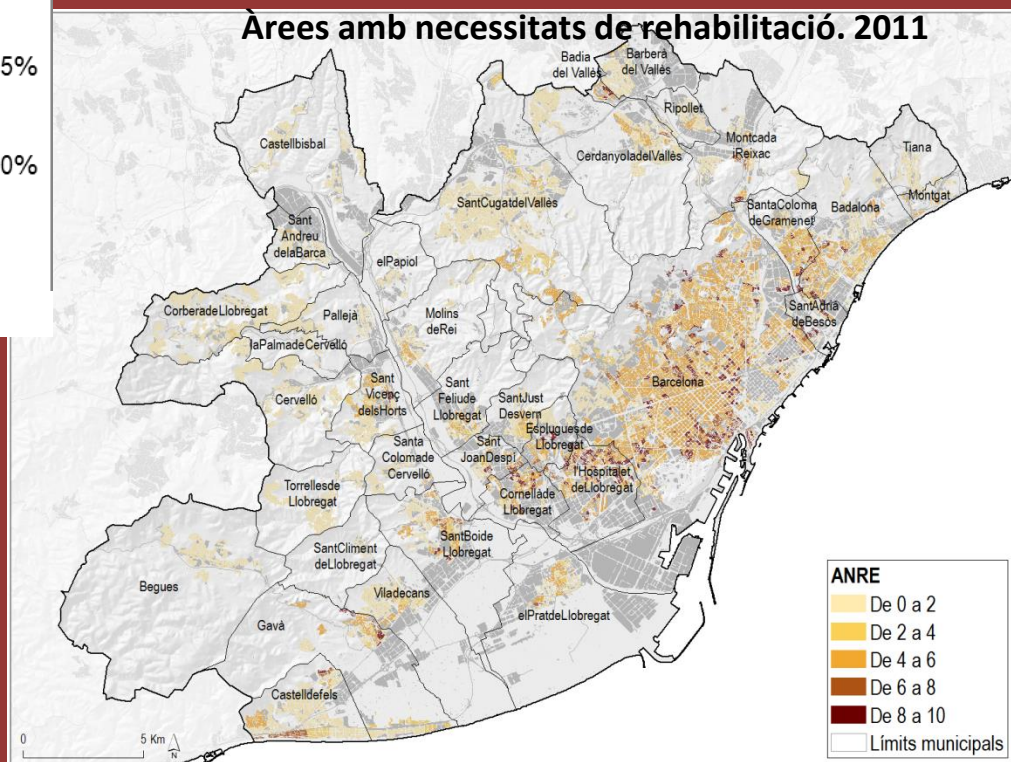 Àrees amb necessitats de rehabilitació. 2011
5%
0%
Badia
del Vallès
Barberà
del Vallès
Ripollet
Castellbisbal
CerdanyoladelVallès
Montcada
iReixac
Tiana
Montgat
SantaColoma
deGramenet
Badalona
SantCugatdelVallès
Sant
Andreu
delaBarca
elPapiol
SantAdrià
deBesòs
CorberadeLlobregat
Pallejà
Molins
deRei
laPalmadeCervelló
Barcelona
Cervelló
Sant
Vicenç
delsHorts
Sant
Feliude
Llobregat
SantJust
Desvern
Espluguesde
Llobregat
Santa
Colomade
Cervelló
Sant
JoanDespí
l'Hospitalet
deLlobregat
Cornellàde
Llobregat
Torrellesde
Llobregat
SantBoide
Llobregat
SantCliment
deLlobregat
Begues
Viladecans
elPratdeLlobregat
Gavà
Castelldefels
ANRE
De 0 a 2
De 2 a 4
De 4 a 6
De 6 a 8
De 8 a 10
Límits municipals
0 5 Km
N